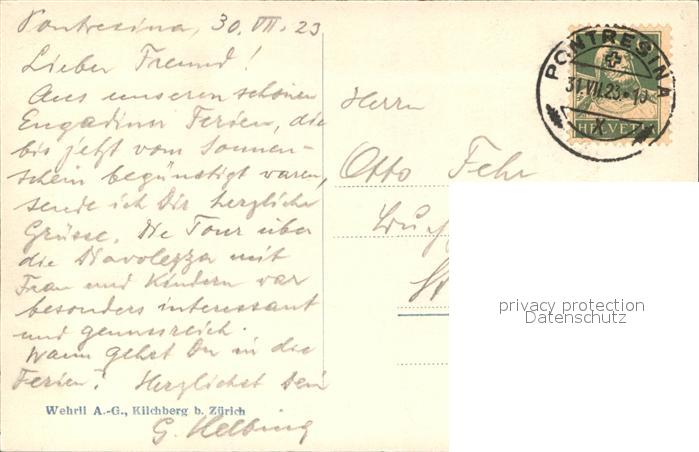 Pontresina, 30. VII. 23
Lieber Freund!
Aus unseren schönen
Engadiner Ferien, die
bis jetzt vom Sonnen-
schein begünstigt waren,
sende ich Dir herzliche
Grüsse. Die Tour über
die Diavolezza mit
Frau und Kindern war
besonders interessant
und genussreich.
Wann gehst Du in die
Ferien? Herzlichst Dein
G. Helbing
Wehrli A.-G., Kilchberg b. Zürich
Herrn
Otto Fehr
PONTRESINA
31.VII.23-10
X
HELVETIA
privacy protection
Datenschutz